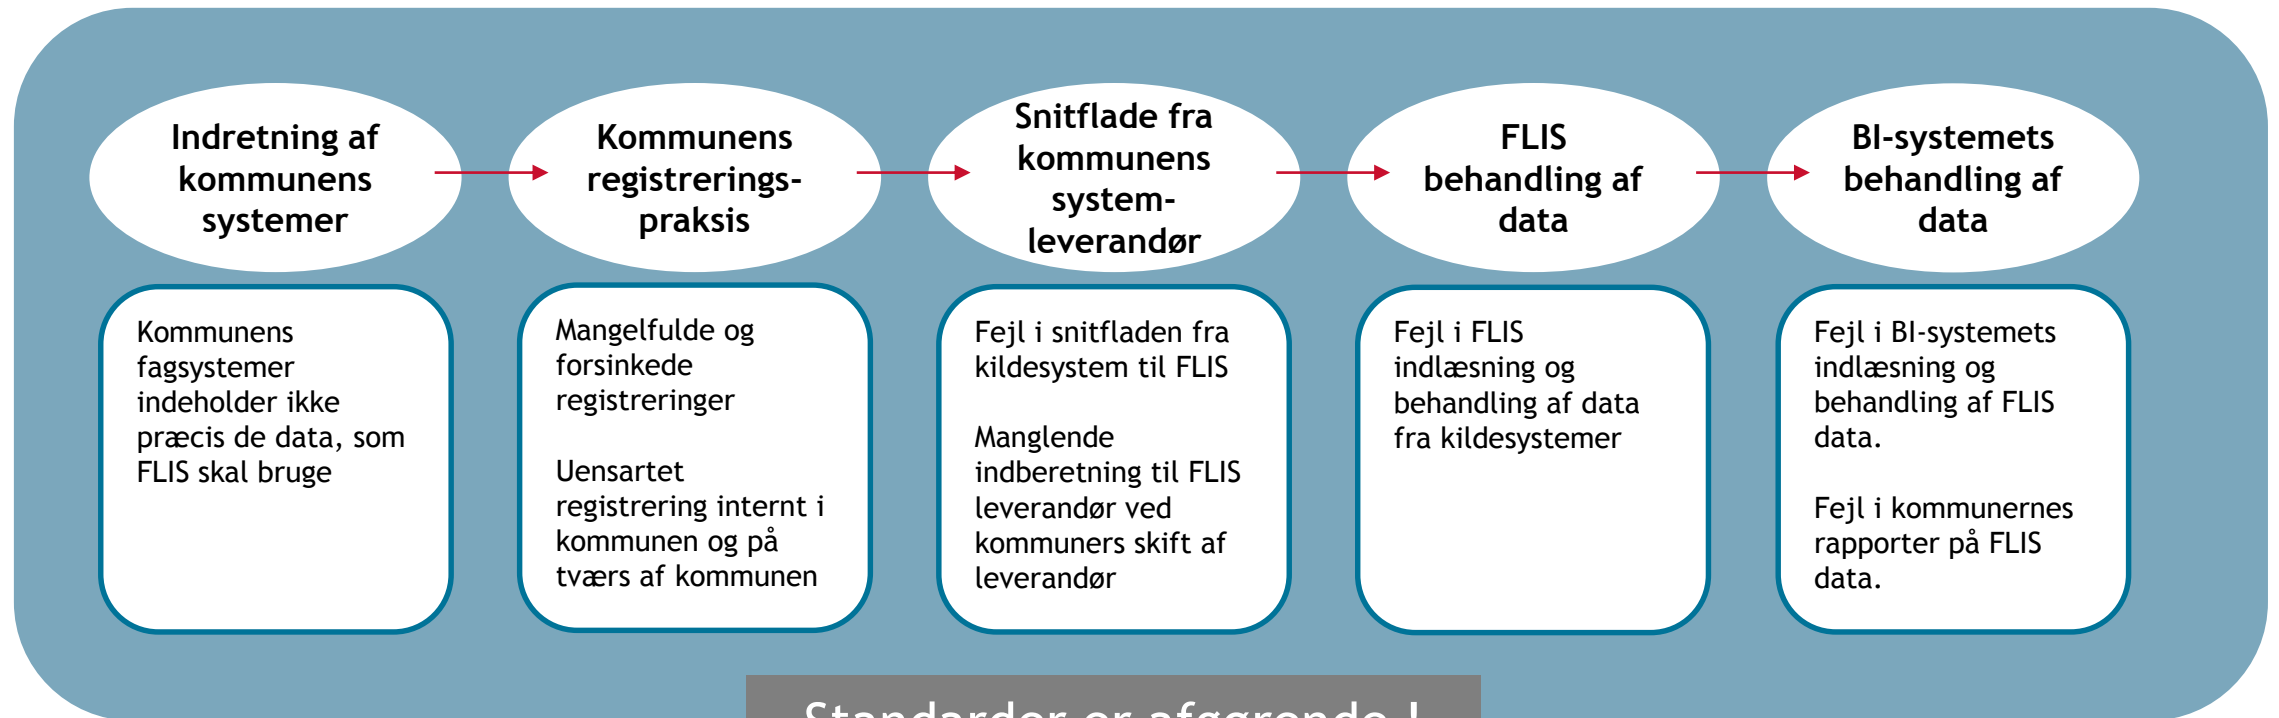 Indretning af
kommunens
systemer
Kommunens
registrerings-
praksis
Snitflade fra
kommunens
system-
leverandør
FLIS
behandling af
data
BI-systemets
behandling af
data
Kommunens
fagsystemer
indeholder ikke
præcis de data, som
FLIS skal bruge
Mangelfulde og
forsinkede
registreringer
Uensartet
registrering internt i
kommunen og på
tværs af kommunen
Fejl i snitfladen fra
kildesystem til FLIS
Manglende
indberetning til FLIS
leverandør ved
kommuners skift af
leverandør
Fejl i FLIS
indlæsning og
behandling af data
fra kildesystemer
Fejl i BI-systemets
indlæsning og
behandling af FLIS
data.
Fejl i kommunernes
rapporter på FLIS
data.
Standarder er afgørende !